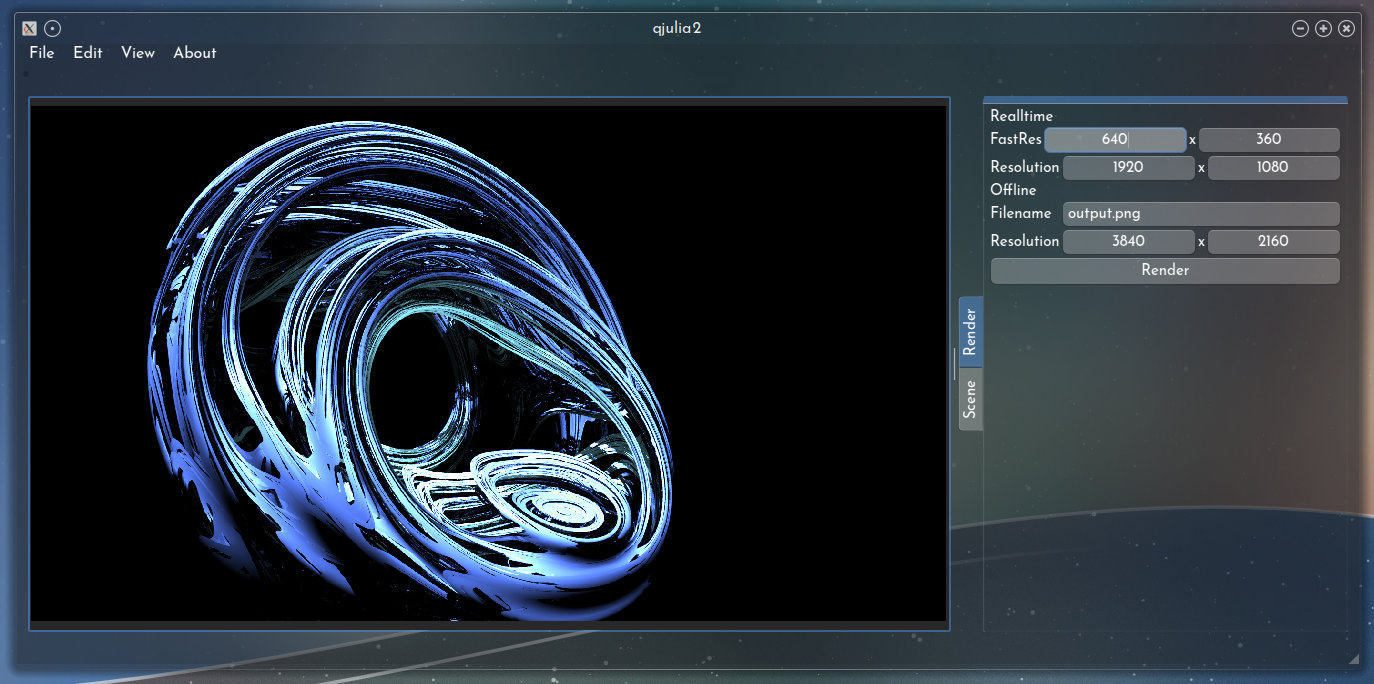 qjulia2
File Edit View About
Realltime
FastRes 640 x 360
Resolution 1920 x 1080
Offline
Filename output.png
Resolution 3840 x 2160
Render
Render
Scene